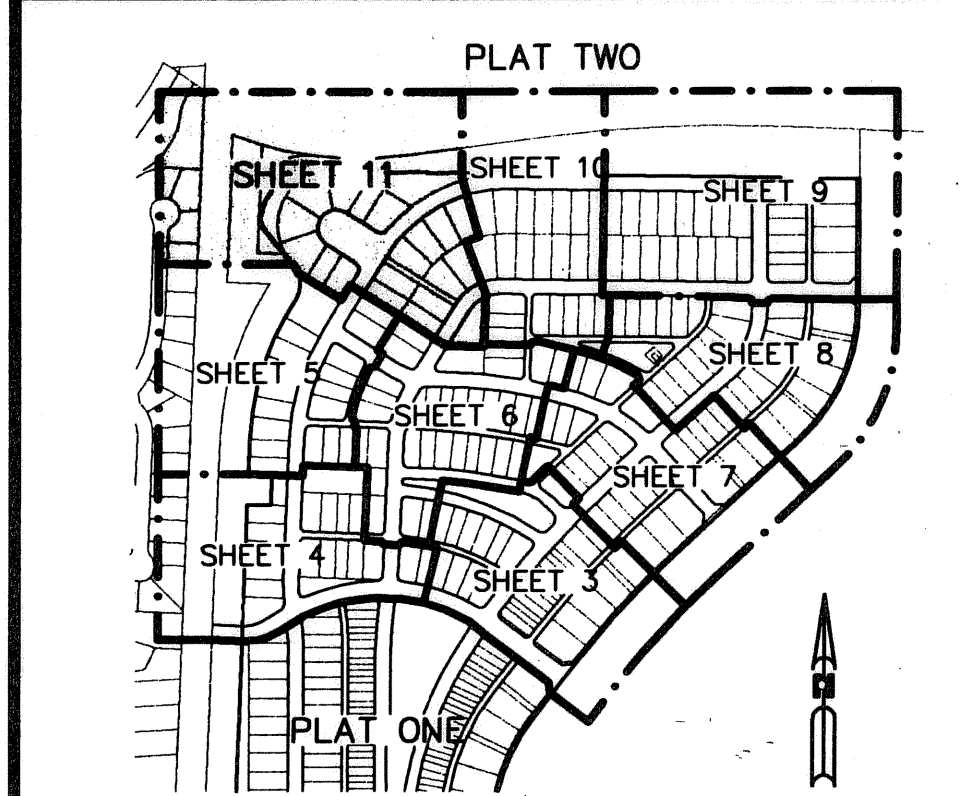 PLAT TWO
SHEET 11
SHEET 10
SHEET 9
SHEET 5
SHEET 8
SHEET 6
SHEET 7
SHEET 4
SHEET 3
PLAT ONE